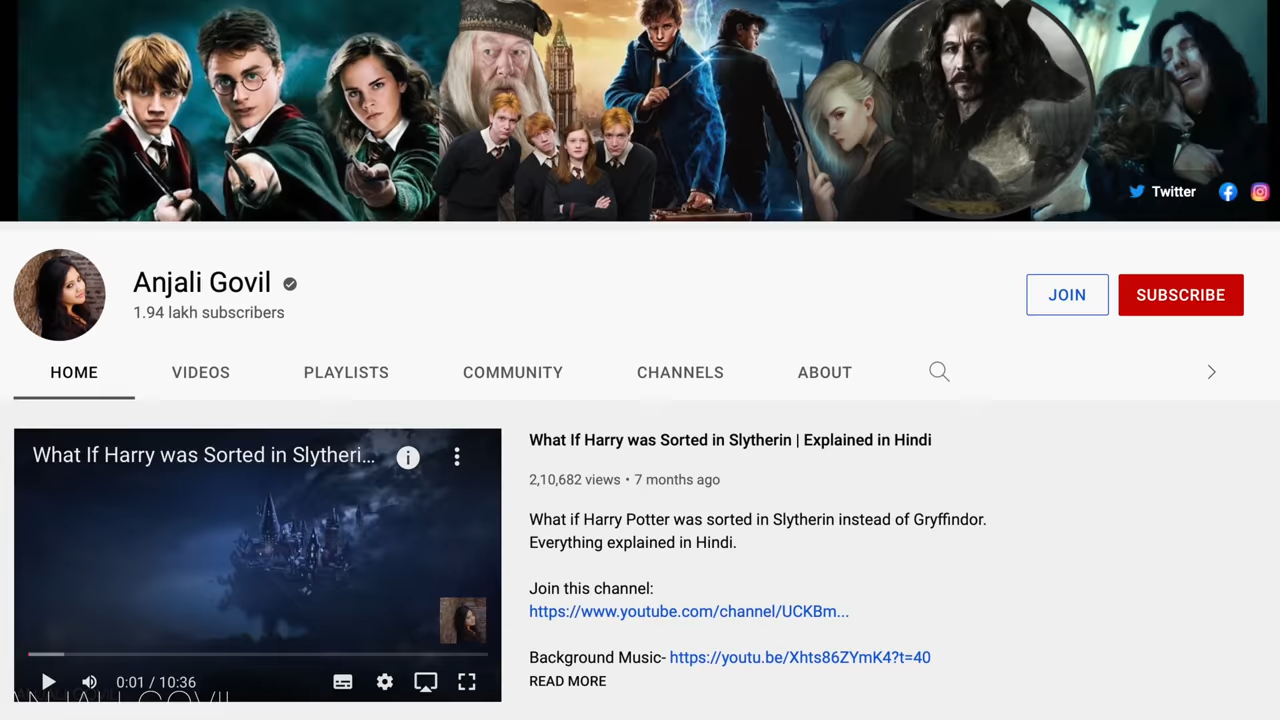 Twitter
Anjali Govil
1.94 lakh subscribers
JOIN
SUBSCRIBE
HOME
VIDEOS
PLAYLISTS
COMMUNITY
CHANNELS
ABOUT
What If Harry was Sorted in Slytheri...
0:01 / 10:36
ANJALI GOVIL
What If Harry was Sorted in Slytherin | Explained in Hindi
2,10,682 views • 7 months ago
What if Harry Potter was sorted in Slytherin instead of Gryffindor.
Everything explained in Hindi.
Join this channel:
https://www.youtube.com/channel/UCKBm...
Background Music- https://youtu.be/Xhts86ZYmK4?t=40
READ MORE